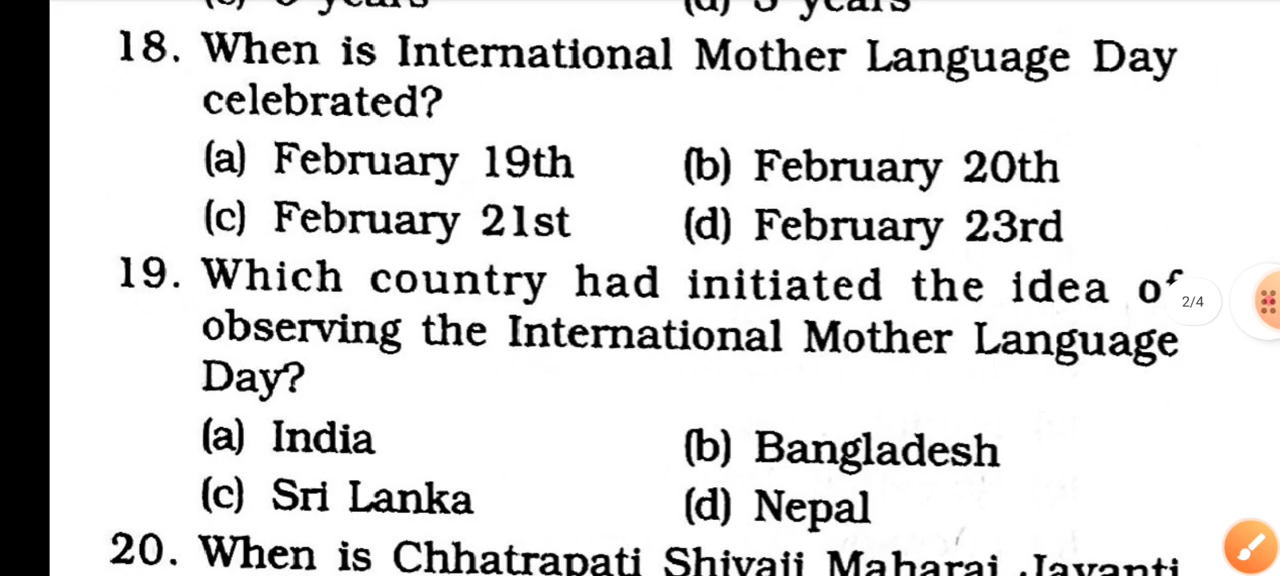 18. When is International Mother Language Day
celebrated?
(a) February 19th (b) February 20th
(c) February 21st (d) February 23rd
19. Which country had initiated the idea of
2/4
observing the International Mother Language
Day?
(a) India (b) Bangladesh
(c) Sri Lanka (d) Nepal
20. When is Chhatrapati Shivaji Maharaj Jayanti